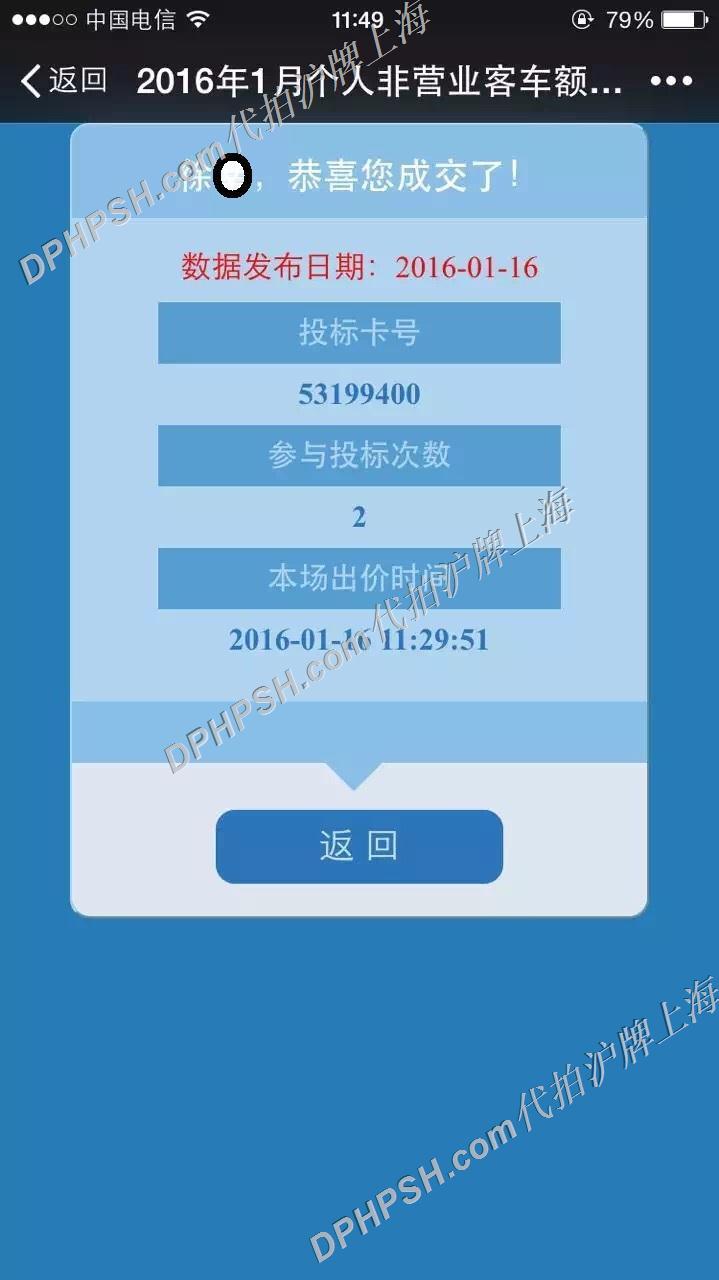 中国电信 11:49 79%
返回 2016年1月个人非营业客车额...
徐 ，恭喜您成交了！
数据发布日期：2016-01-16
投标卡号
53199400
参与投标次数
2
本场出价时间
2016-01-16 11:29:51
返 回
DPHPSH.com代拍沪牌上海
DPHPSH.com代拍沪牌上海
DPHPSH.com代拍沪牌上海